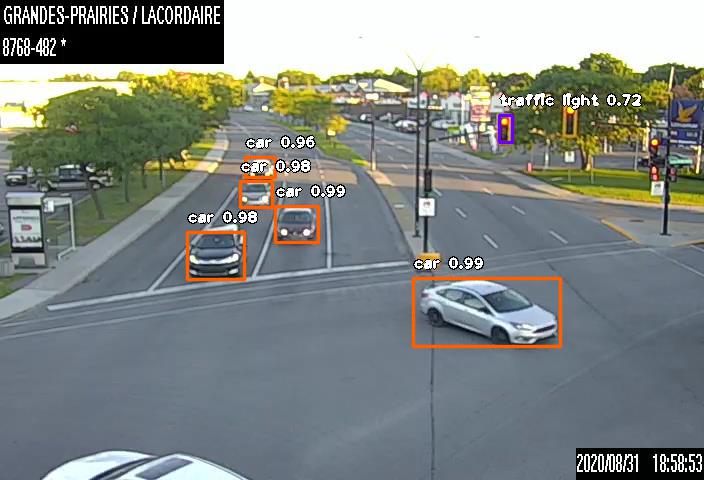 GRANDES-PRAIRIES / LACORDAIRE
8768-482 *
traffic light 0.72
car 0.96
car 0.98
car 0.99
car 0.98
car 0.99
2020/08/31 18:58:53